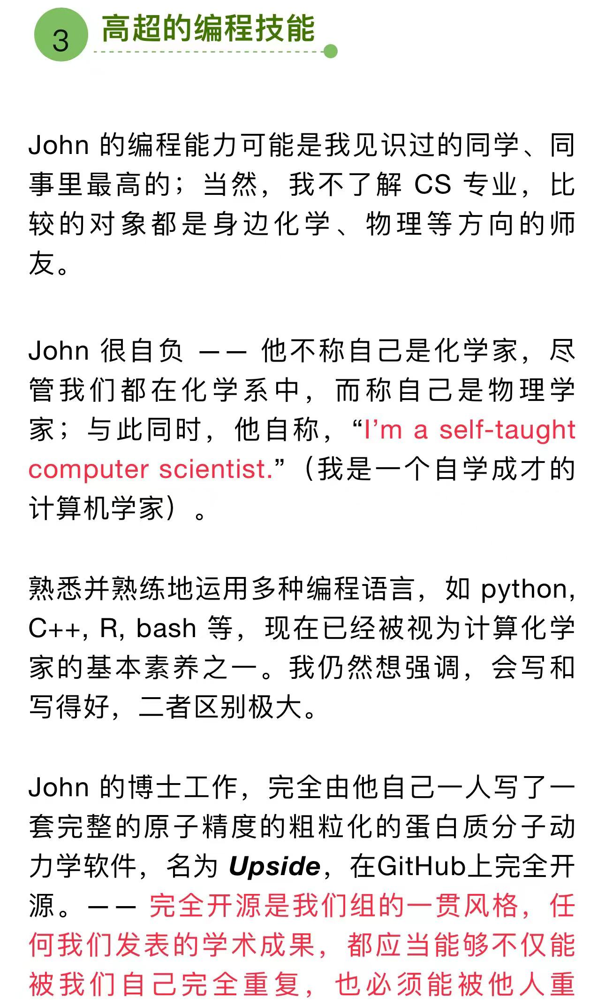 3
高超的编程技能
John 的编程能力可能是我见识过的同学、同
事里最高的；当然，我不了解 CS 专业，比
较的对象都是身边化学、物理等方向的师
友。
John 很自负 —— 他不称自己是化学家，尽
管我们都在化学系中，而称自己是物理学
家；与此同时，他自称，“I’m a self-taught
computer scientist.”（我是一个自学成才的
计算机学家）。
熟悉并熟练地运用多种编程语言，如 python,
C++, R, bash 等，现在已经被视为计算化学
家的基本素养之一。我仍然想强调，会写和
写得好，二者区别极大。
John 的博士工作，完全由他自己一人写了一
套完整的原子精度的粗粒化的蛋白质分子动
力学软件，名为 Upside，在GitHub上完全开
源。—— 完全开源是我们组的一贯风格，任
何我们发表的学术成果，都应当能够不仅能
被我们自己完全重复，也必须能被他人重